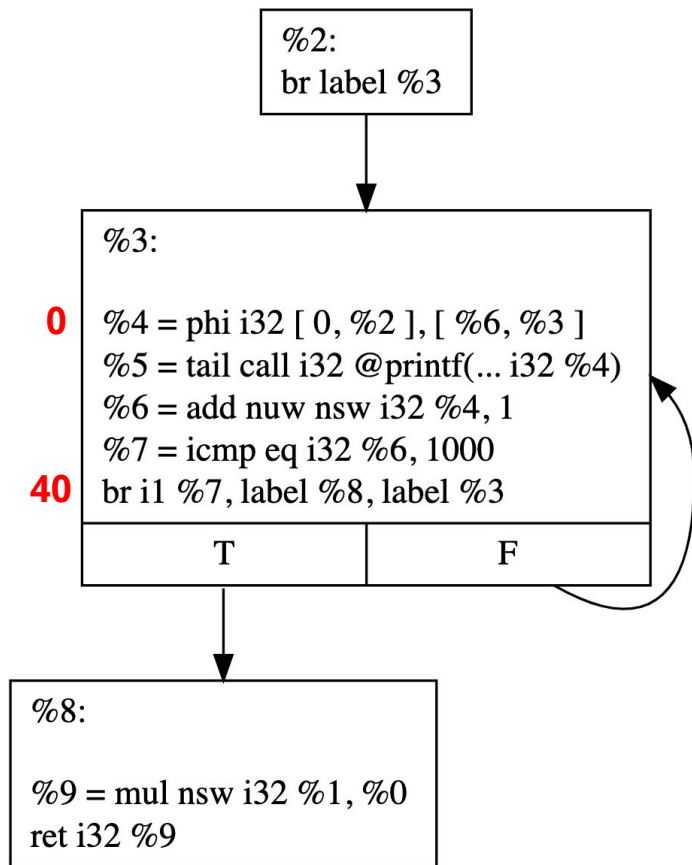 %2:
br label %3
%3:
0 %4 = phi i32 [ 0, %2 ], [ %6, %3 ]
%5 = tail call i32 @printf(... i32 %4)
%6 = add nuw nsw i32 %4, 1
%7 = icmp eq i32 %6, 1000
40 br i1 %7, label %8, label %3
T F
%8:
%9 = mul nsw i32 %1, %0
ret i32 %9